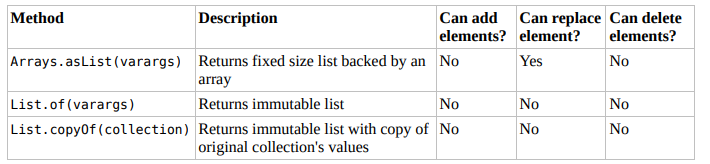 Method Description Can add elements? Can replace element? Can delete elements?
Arrays.asList(varargs) Returns fixed size list backed by an array No Yes No
List.of(varargs) Returns immutable list No No No
List.copyOf(collection) Returns immutable list with copy of original collection's values No No No